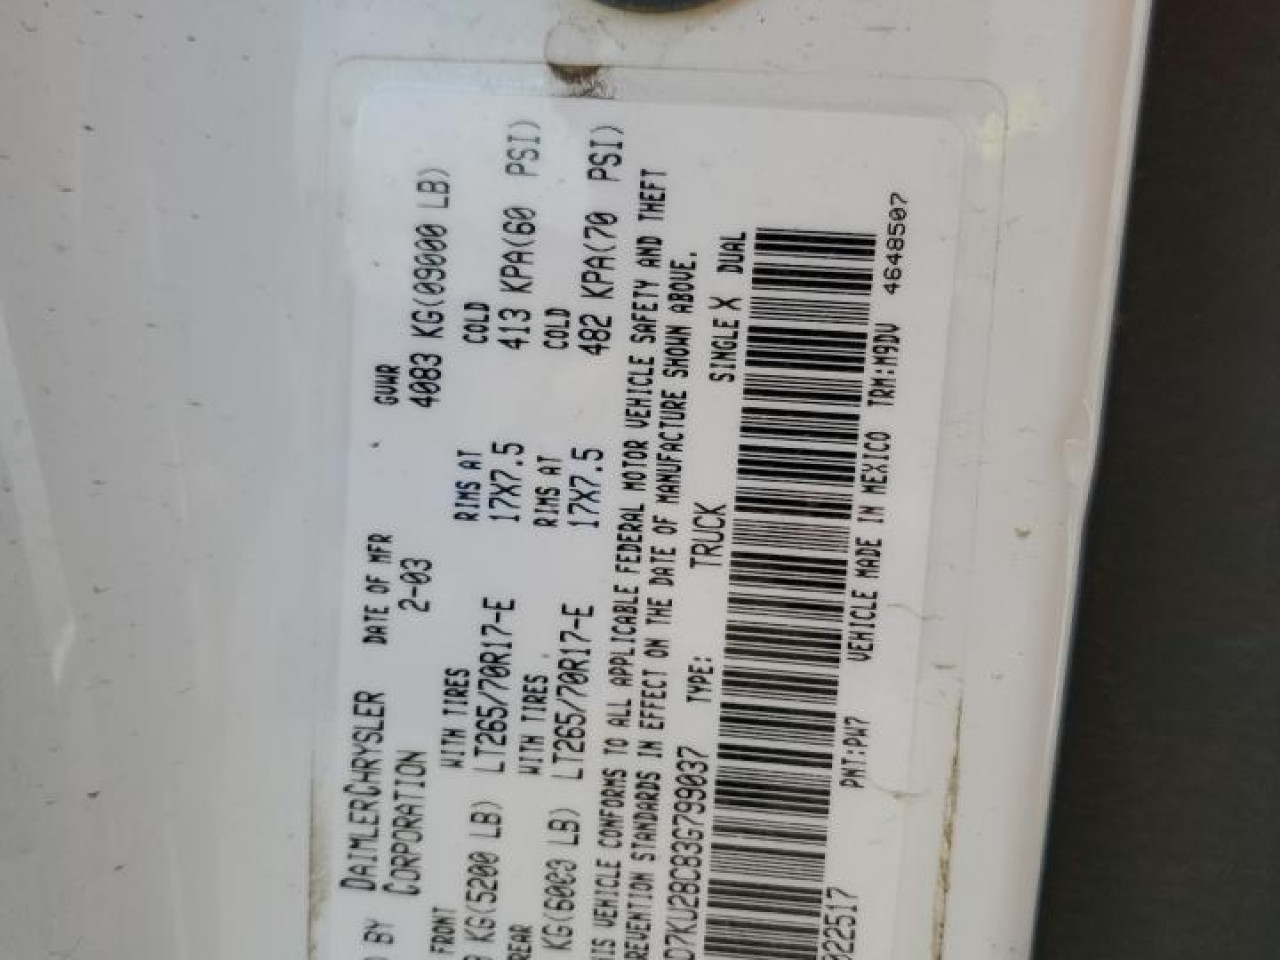 D BY DAIMLERCHRYSLER DATE OF MFR GVWR
CORPORATION 2-03 4083 KG(09000 LB)
FRONT WITH TIRES RIMS AT COLD
KG(5200 LB) LT265/70R17-E 17X7.5 413 KPA(60 PSI)
REAR WITH TIRES RIMS AT COLD
KG(6000 LB) LT265/70R17-E 17X7.5 482 KPA(70 PSI)
IS VEHICLE CONFORMS TO ALL APPLICABLE FEDERAL MOTOR VEHICLE SAFETY AND THEFT
REVENTION STANDARDS IN EFFECT ON THE DATE OF MANUFACTURE SHOWN ABOVE.
D7KU28C83G799037 TYPE: TRUCK SINGLE X DUAL
022517 PNT:PW7 VEHICLE MADE IN MEXICO TRM:M9DV 4648507